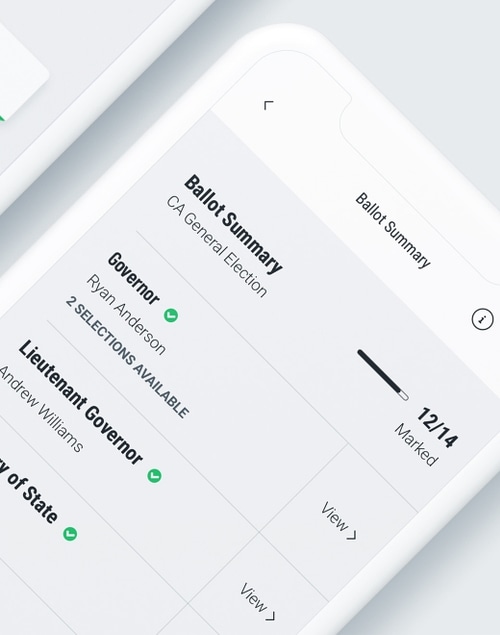 Ballot Summary
Ballot Summary
CA General Election
12/14
Marked
Governor
Ryan Anderson
2 SELECTIONS AVAILABLE
View
Lieutenant Governor
Andrew Williams
View
of State